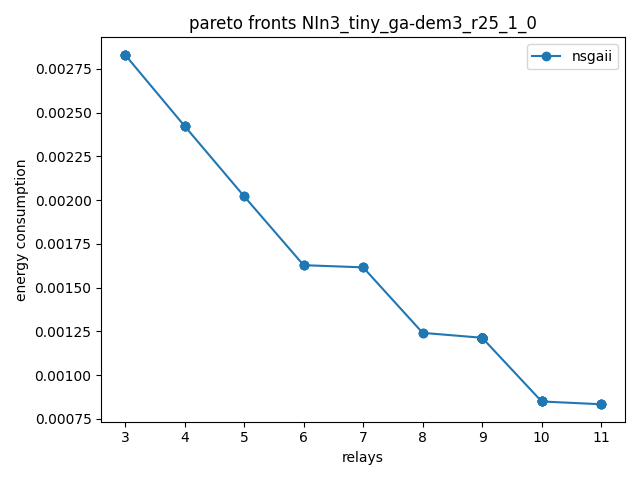 pareto fronts NIn3_tiny_ga-dem3_r25_1_0
nsgaii
energy consumption
0.00275
0.00250
0.00225
0.00200
0.00175
0.00150
0.00125
0.00100
0.00075
3 4 5 6 7 8 9 10 11
relays